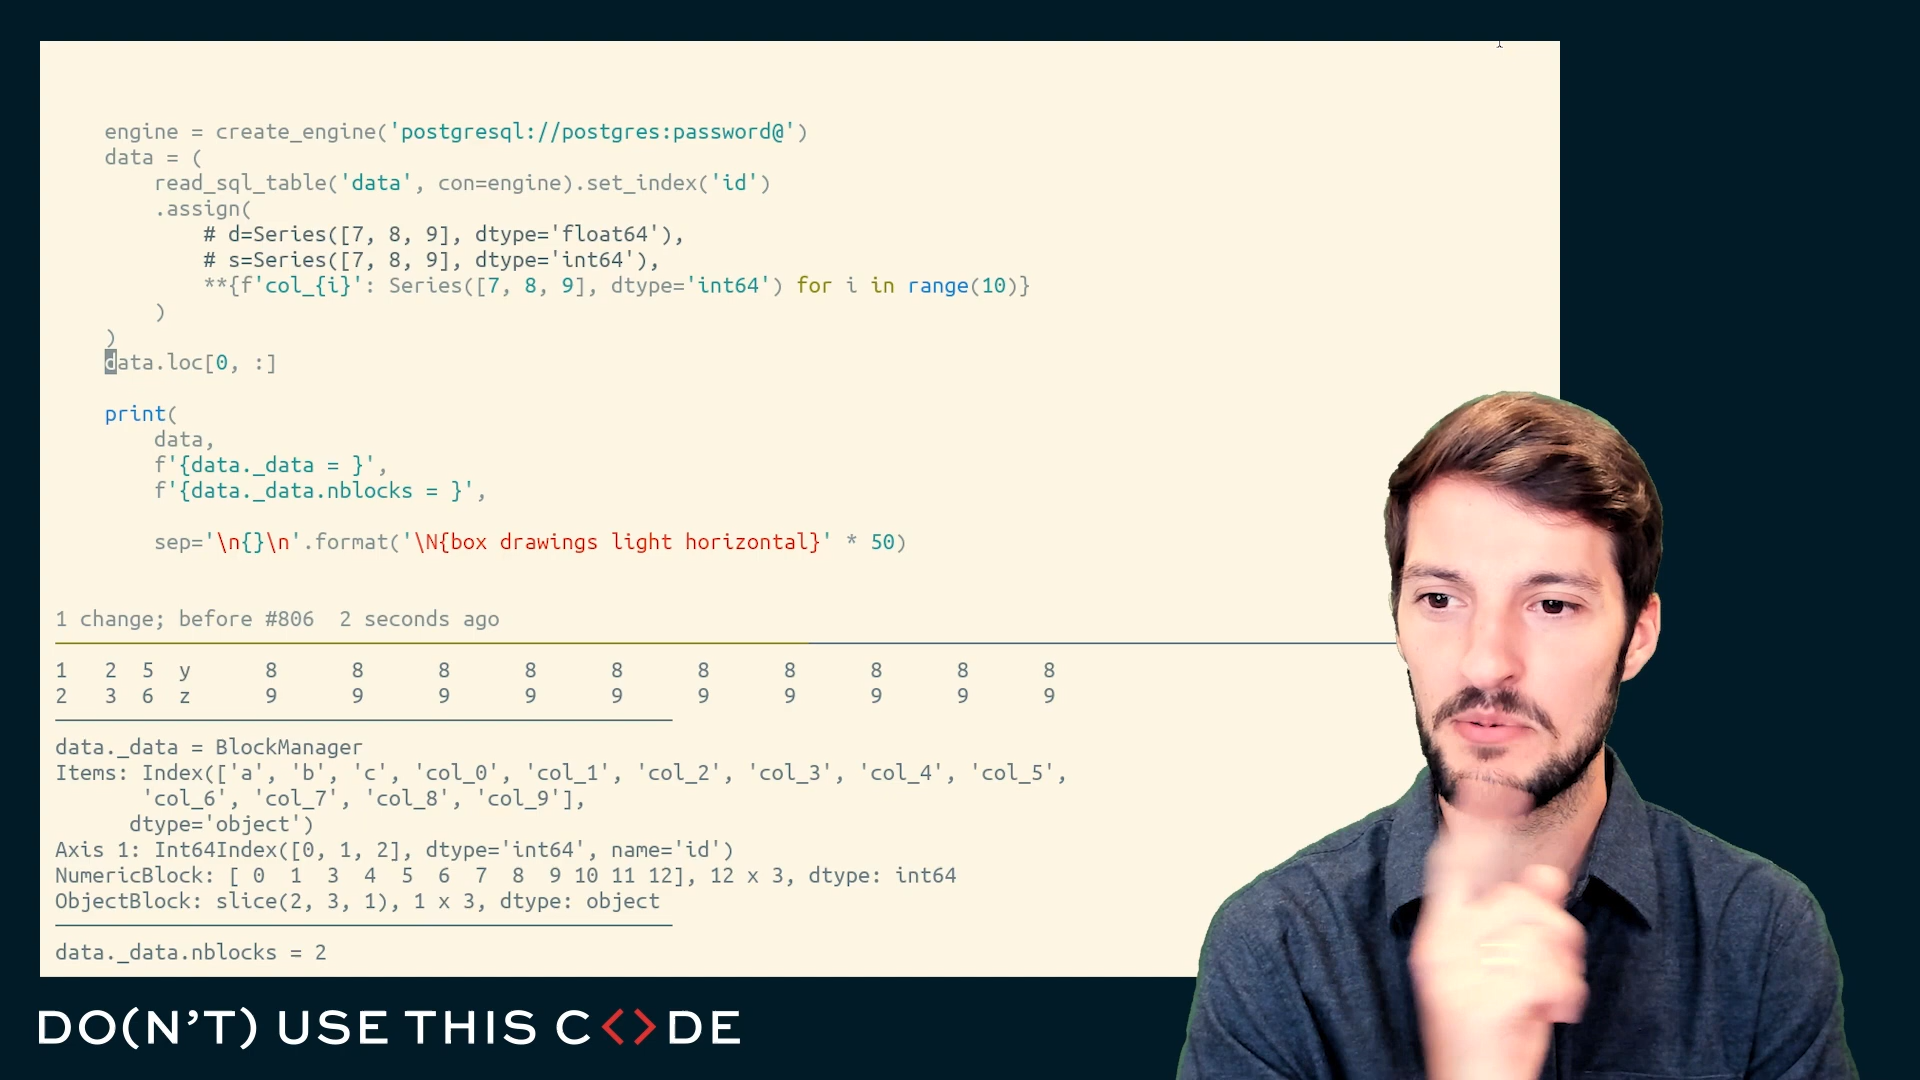 engine = create_engine('postgresql://postgres:password@')
data = (
read_sql_table('data', con=engine).set_index('id')
.assign(
# d=Series([7, 8, 9], dtype='float64'),
# s=Series([7, 8, 9], dtype='int64'),
**{f'col_{i}': Series([7, 8, 9], dtype='int64') for i in range(10)}
)
)
data.loc[0, :]
print(
data,
f'{data._data = }',
f'{data._data.nblocks = }',
sep='\n{}\n'.format('\N{box drawings light horizontal}' * 50)
1 change; before #806  2 seconds ago
1   2  5  y      8      8      8      8      8      8      8      8      8      8
2   3  6  z      9      9      9      9      9      9      9      9      9      9
data._data = BlockManager
Items: Index(['a', 'b', 'c', 'col_0', 'col_1', 'col_2', 'col_3', 'col_4', 'col_5',
'col_6', 'col_7', 'col_8', 'col_9'],
dtype='object')
Axis 1: Int64Index([0, 1, 2], dtype='int64', name='id')
NumericBlock: [ 0  1  3  4  5  6  7  8  9 10 11 12], 12 x 3, dtype: int64
ObjectBlock: slice(2, 3, 1), 1 x 3, dtype: object
data._data.nblocks = 2
DO(N'T) USE THIS C<>DE